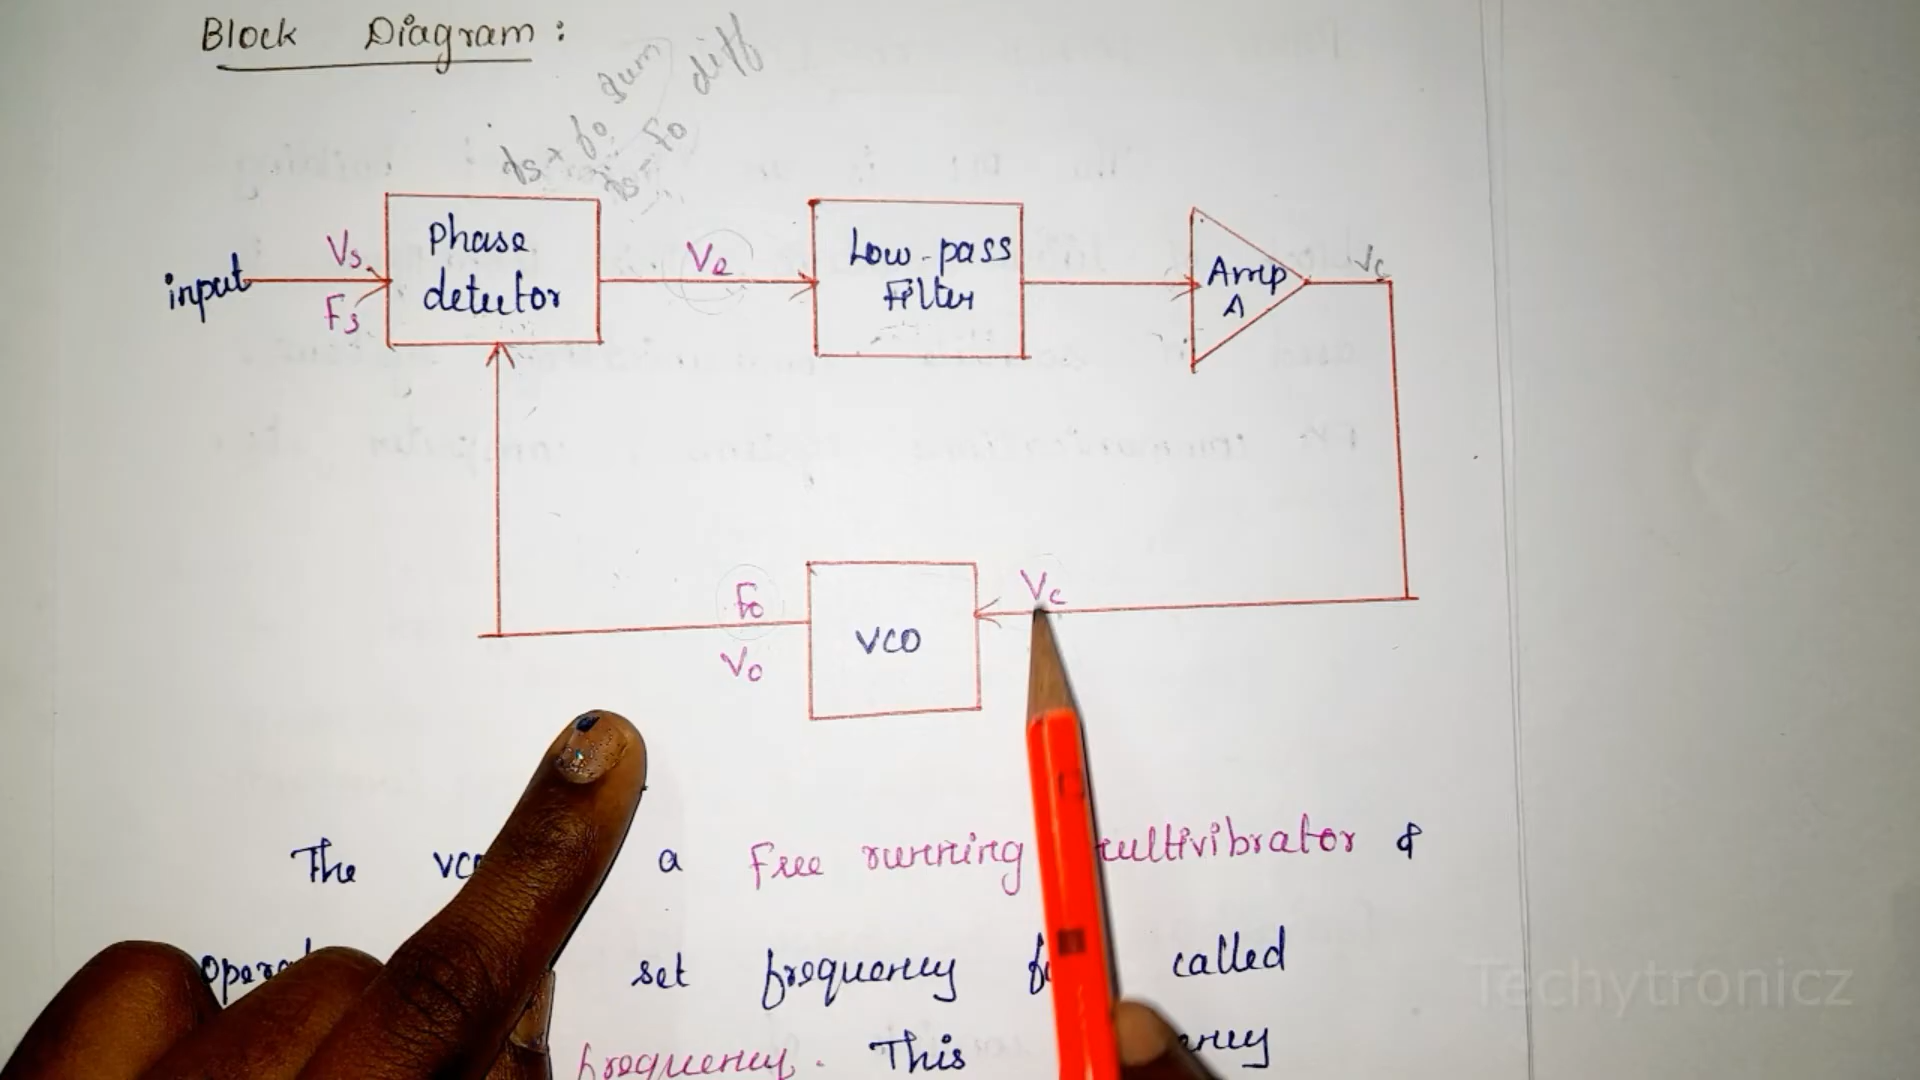 Block Diagram :
fs + fo sum
fs - fo diff
input
Vs
Fs
Phase
detector
Ve
Low-pass
Filter
Amp
A
Vc
Fo
Vo
VCO
Vc
The a Free running & 
set frequency called
frequency. This
Techytronicz